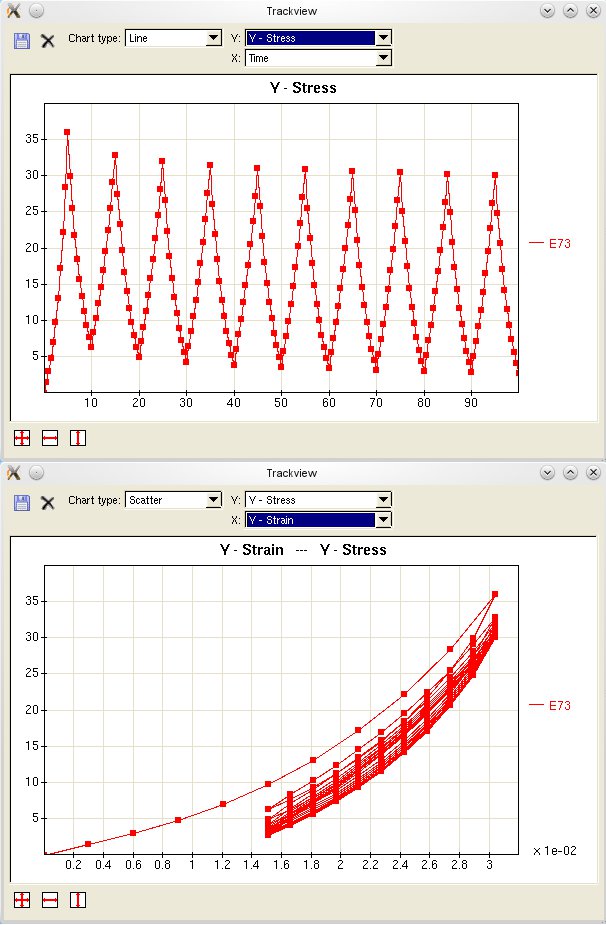 Trackview
Chart type: Line Y: Y - Stress
X: Time
Y - Stress
35
30
25
20
15
10
5
E73
10 20 30 40 50 60 70 80 90
Trackview
Chart type: Scatter Y: Y - Stress
X: Y - Strain
Y - Strain --- Y - Stress
35
30
25
20
15
10
5
E73
× 1e-02
0.2 0.4 0.6 0.8 1 1.2 1.4 1.6 1.8 2 2.2 2.4 2.6 2.8 3